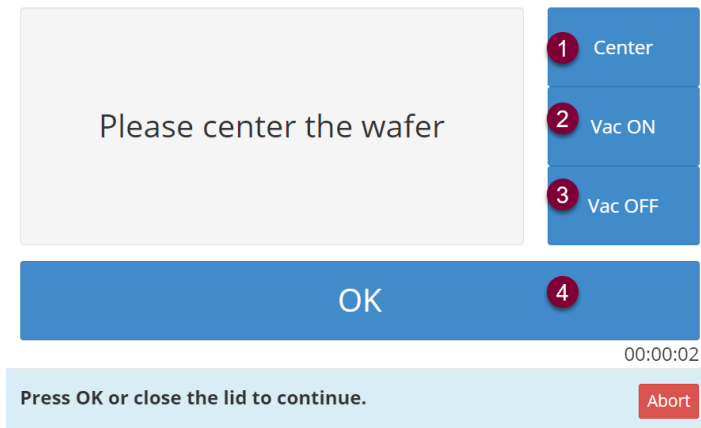 Please center the wafer
1 Center
2 Vac ON
3 Vac OFF
OK 4
00:00:02
Press OK or close the lid to continue.
Abort